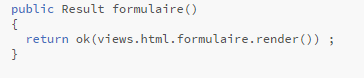 public Result formulaire()
{
  return ok(views.html.formulaire.render()) ;
}